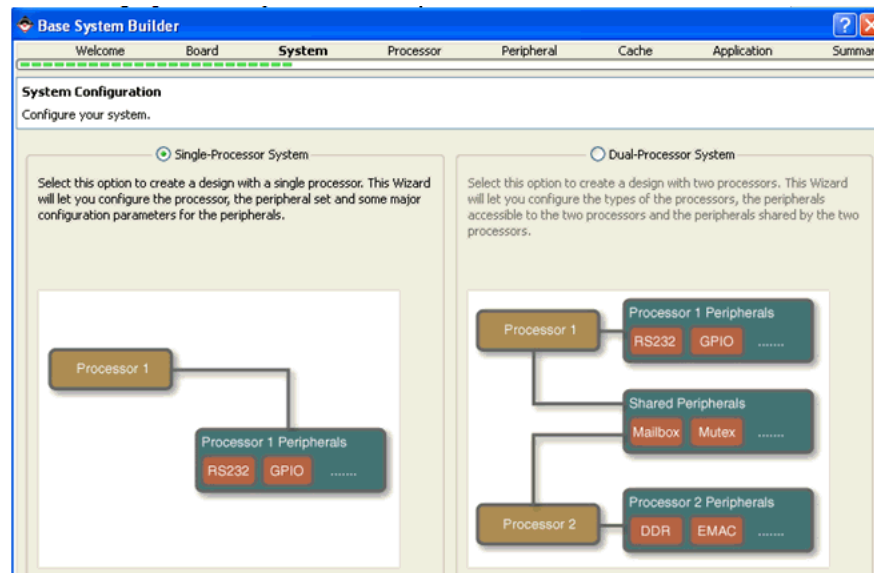 Base System Builder
Welcome Board System Processor Peripheral Cache Application Summar
System Configuration
Configure your system.
Single-Processor System
Select this option to create a design with a single processor. This Wizard
will let you configure the processor, the peripheral set and some major
configuration parameters for the peripherals.
Processor 1
Processor 1 Peripherals
RS232 GPIO .......
Dual-Processor System
Select this option to create a design with two processors. This Wizard
will let you configure the types of the processors, the peripherals
accessible to the two processors and the peripherals shared by the two
processors.
Processor 1
Processor 1 Peripherals
RS232 GPIO .......
Shared Peripherals
Mailbox Mutex .......
Processor 2
Processor 2 Peripherals
DDR EMAC .......